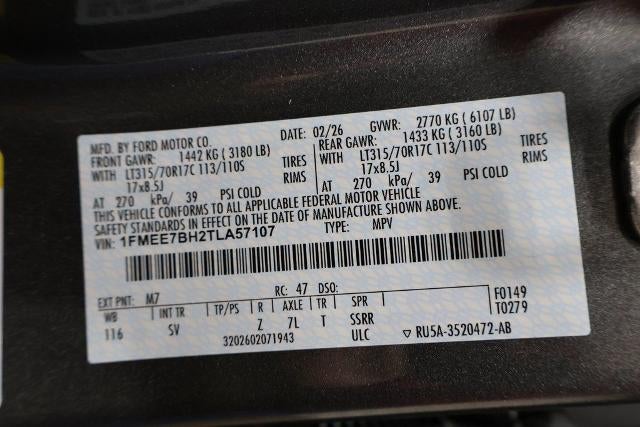 MFD. BY FORD MOTOR CO.
DATE: 02/26 GVWR: 2770 KG ( 6107 LB)
FRONT GAWR: 1442 KG ( 3180 LB) REAR GAWR: 1433 KG ( 3160 LB)
WITH LT315/70R17C 113/110S TIRES WITH LT315/70R17C 113/110S TIRES
17x8.5J RIMS 17x8.5J RIMS
AT 270 kPa/ 39 PSI COLD AT 270 kPa/ 39 PSI COLD
THIS VEHICLE CONFORMS TO ALL APPLICABLE FEDERAL MOTOR VEHICLE
SAFETY STANDARDS IN EFFECT ON THE DATE OF MANUFACTURE SHOWN ABOVE.
VIN: 1FMEE7BH2TLA57107 TYPE: MPV
EXT PNT: M7 RC: 47 DSO:
WB INT TR TP/PS R AXLE TR SPR F0149
116 SV Z 7L T SSRR T0279
3202602071943 ULC ▽ RU5A-3520472-AB